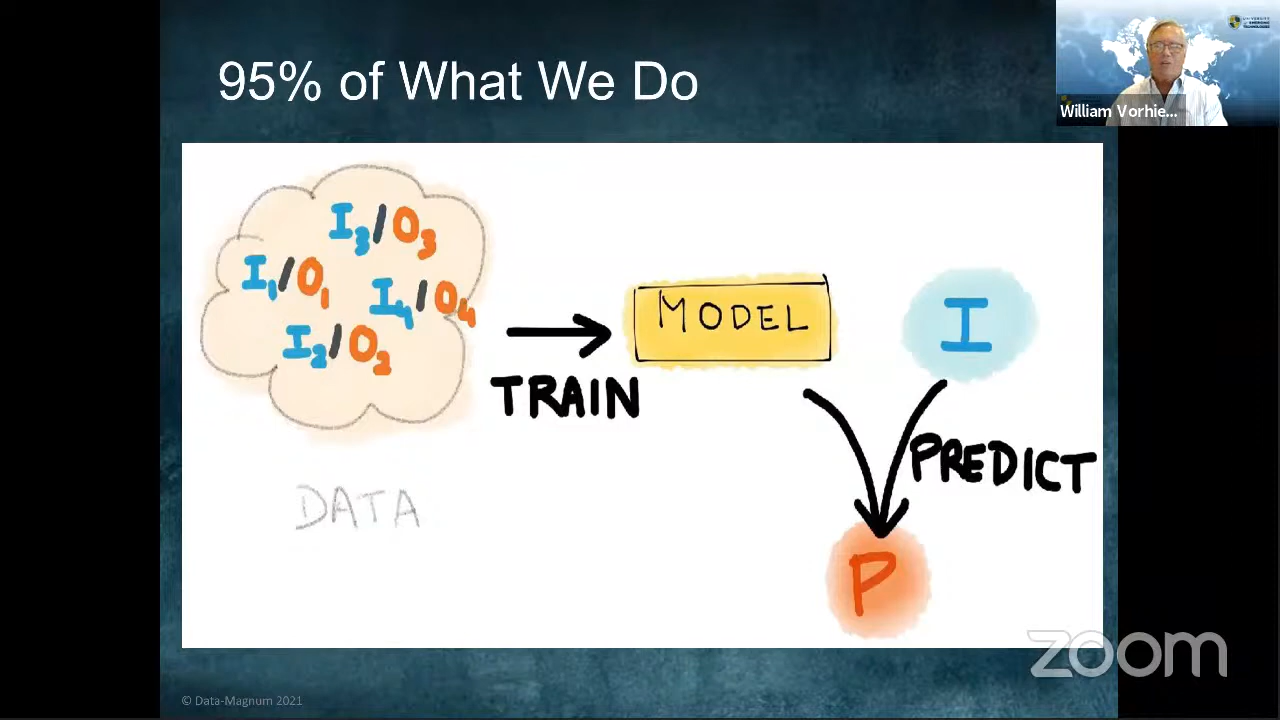 95% of What We Do
William Vorhie...
I3/O3
I1/O1
I4/O4
I2/O2
TRAIN
MODEL
I
PREDICT
DATA
P
zoom
© Data-Magnum 2021